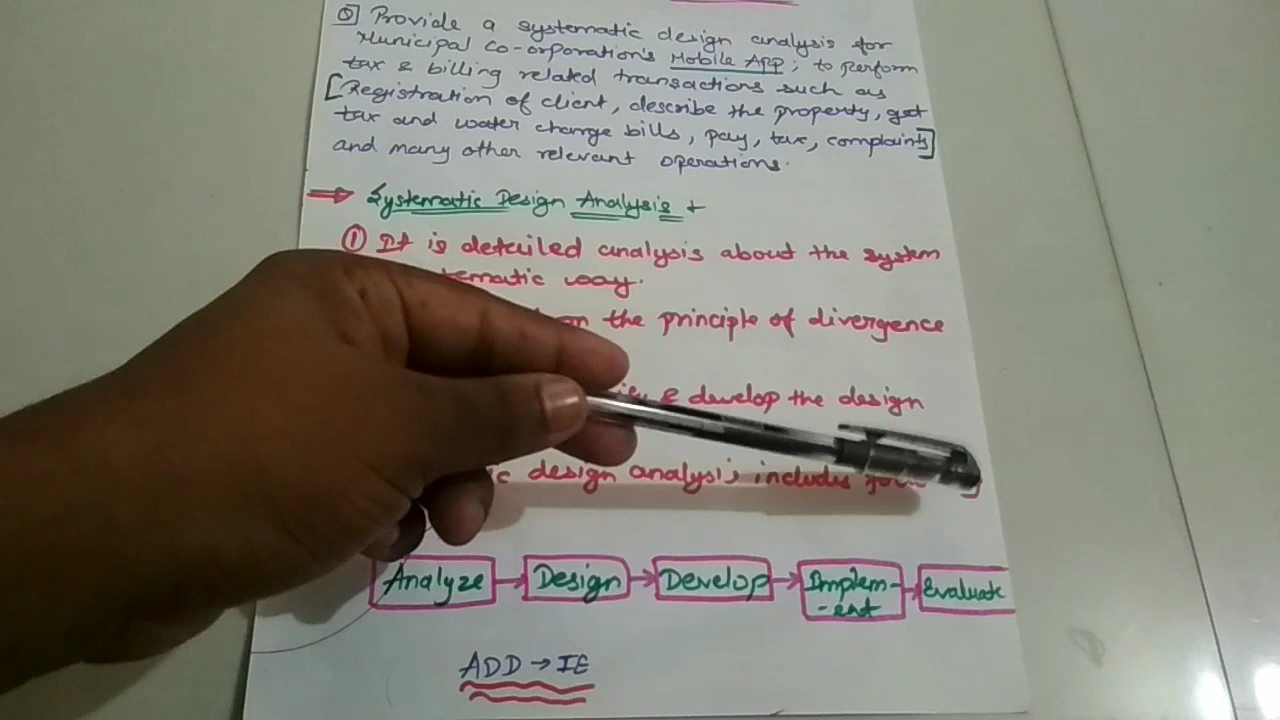 Provide a systematic design analysis for
Municipal co-orporation's Mobile App; to perform
tax & billing related transactions such as
[Registration of client, describe the property, get
tax and water charge bills, pay, tax, complaints]
and many other relevant operations.
⇒ Systematic Design Analysis
① It is detailed analysis about the system
way.
the principle of divergence
& develop the design
design analysis, includes
Analyze → Design → Develop → Implem-ent → Evaluate
ADD → IE